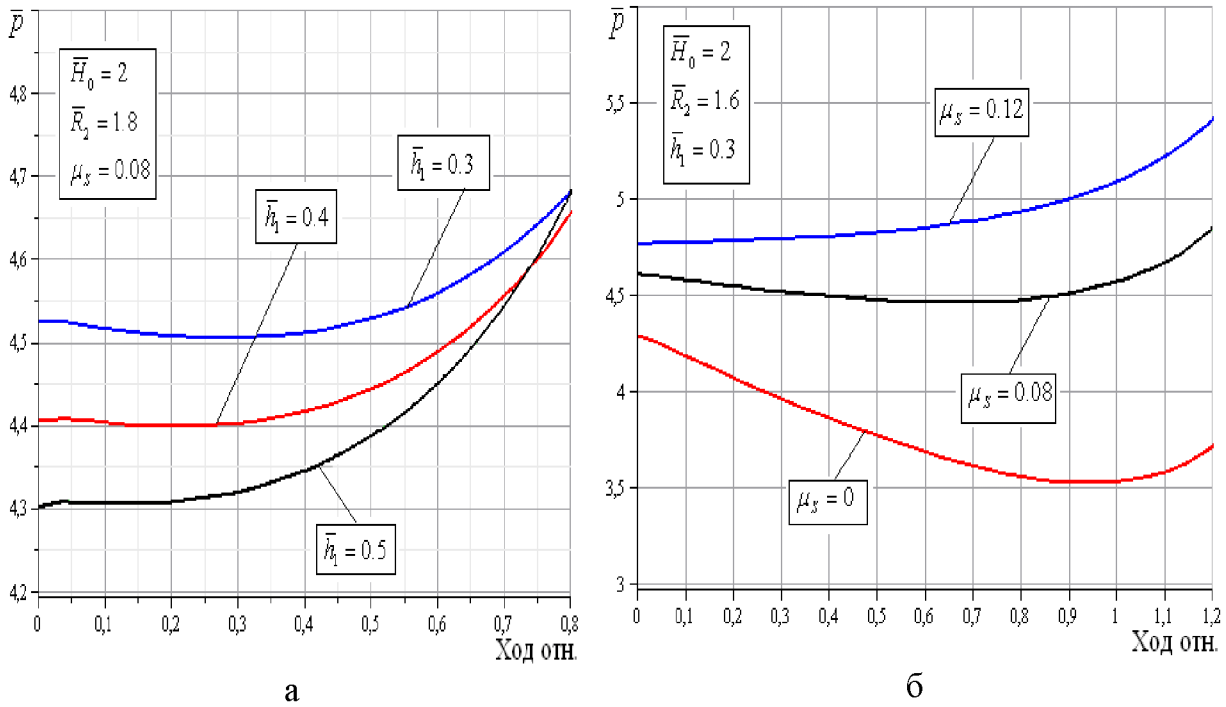 p̅
H̅₀ = 2
R̅₂ = 1.8
μₛ = 0.08
h̅₁ = 0.3
h̅₁ = 0.4
h̅₁ = 0.5
4,8
4,7
4,6
4,5
4,4
4,3
4,2
0 0,1 0,2 0,3 0,4 0,5 0,6 0,7 0,8
Ход отн.
а
p̅
H̅₀ = 2
R̅₂ = 1.6
h̅₁ = 0.3
μₛ = 0.12
μₛ = 0.08
μₛ = 0
5,5
5
4,5
4
3,5
3
0 0,1 0,2 0,3 0,4 0,5 0,6 0,7 0,8 0,9 1 1,1 1,2
Ход отн.
б